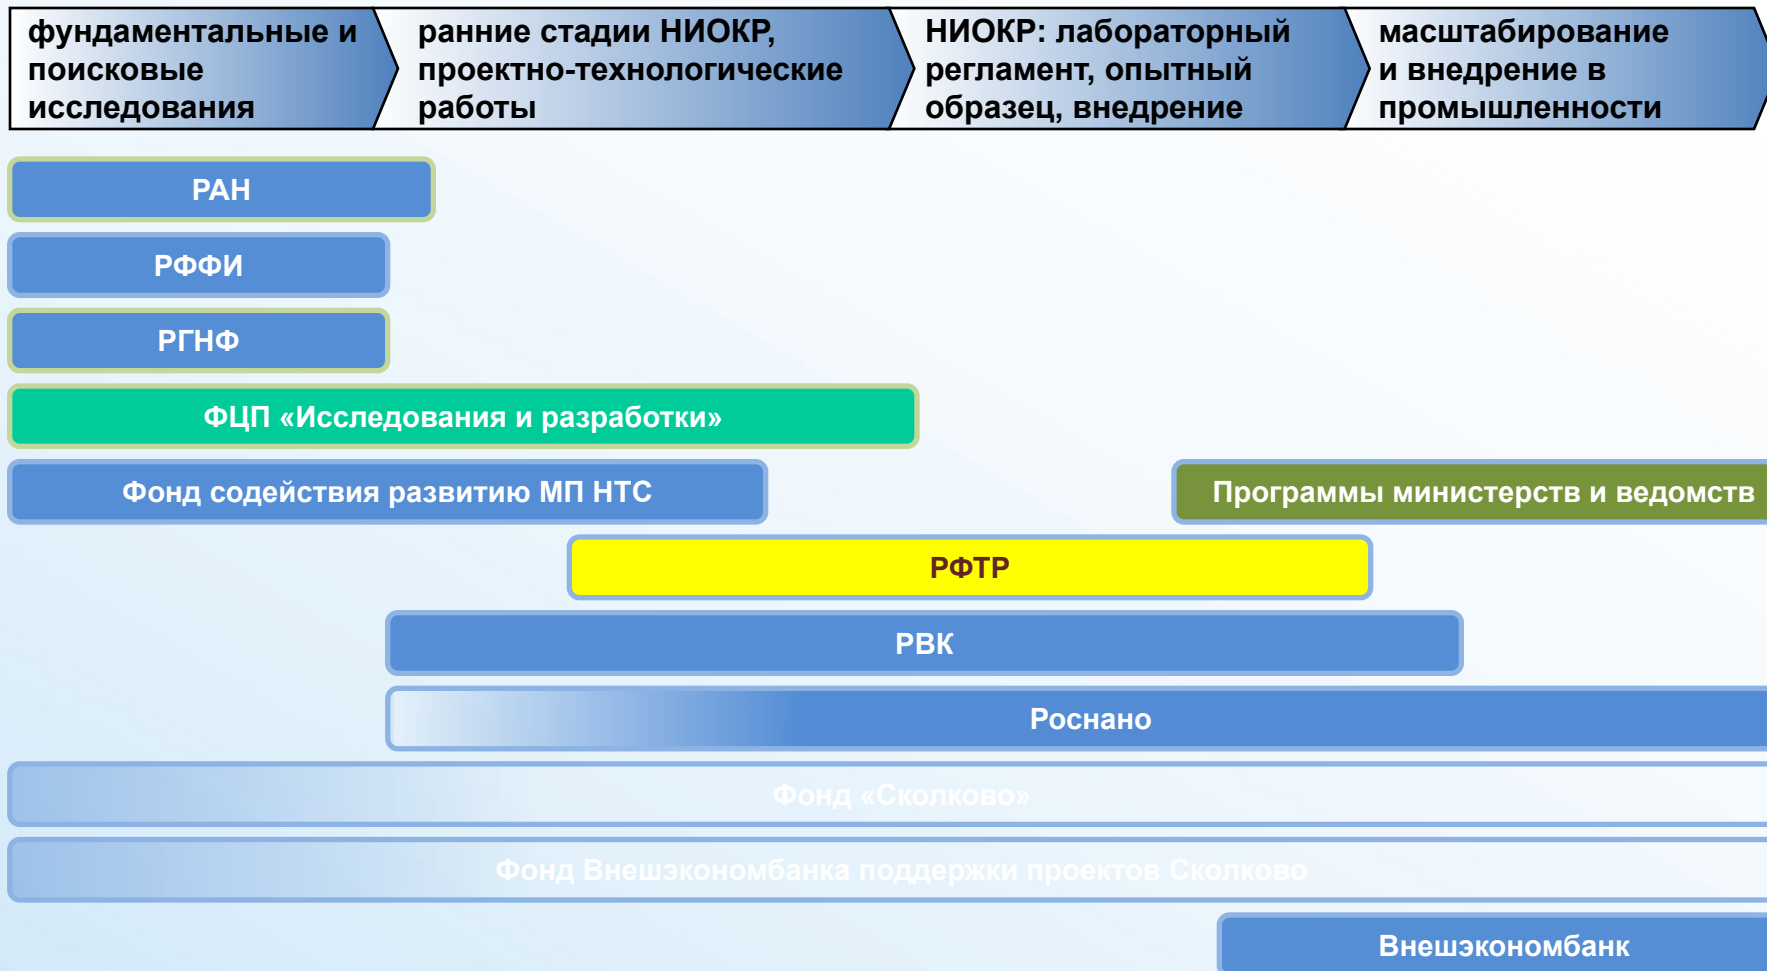 фундаментальные и
поисковые
исследования
ранние стадии НИОКР,
проектно-технологические
работы
НИОКР: лабораторный
регламент, опытный
образец, внедрение
масштабирование
и внедрение в
промышленности
РАН
РФФИ
РГНФ
ФЦП «Исследования и разработки»
Фонд содействия развитию МП НТС
Программы министерств и ведомств
РФТР
РВК
Роснано
Фонд «Сколково»
Фонд Внешэкономбанка поддержки проектов Сколково
Внешэкономбанк